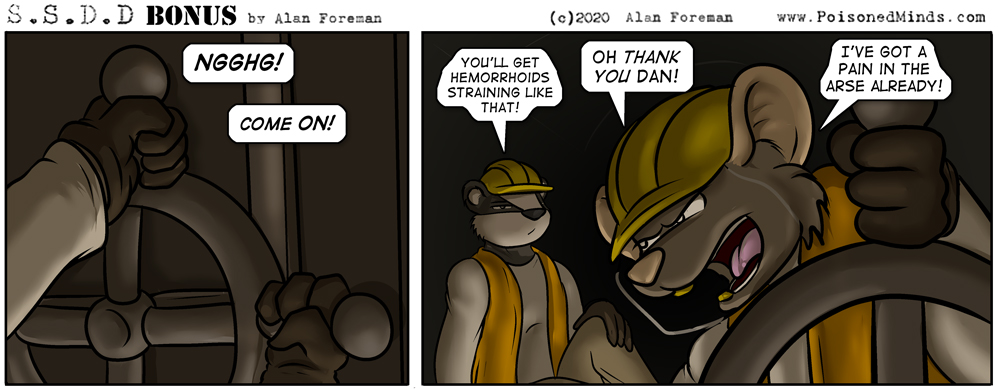 S.S.D.D BONUS by Alan Foreman
(c)2020 Alan Foreman www.PoisonedMinds.com
NGGHG!
COME ON!
YOU'LL GET
HEMORRHOIDS
STRAINING LIKE
THAT!
OH THANK
YOU DAN!
I'VE GOT A
PAIN IN THE
ARSE ALREADY!